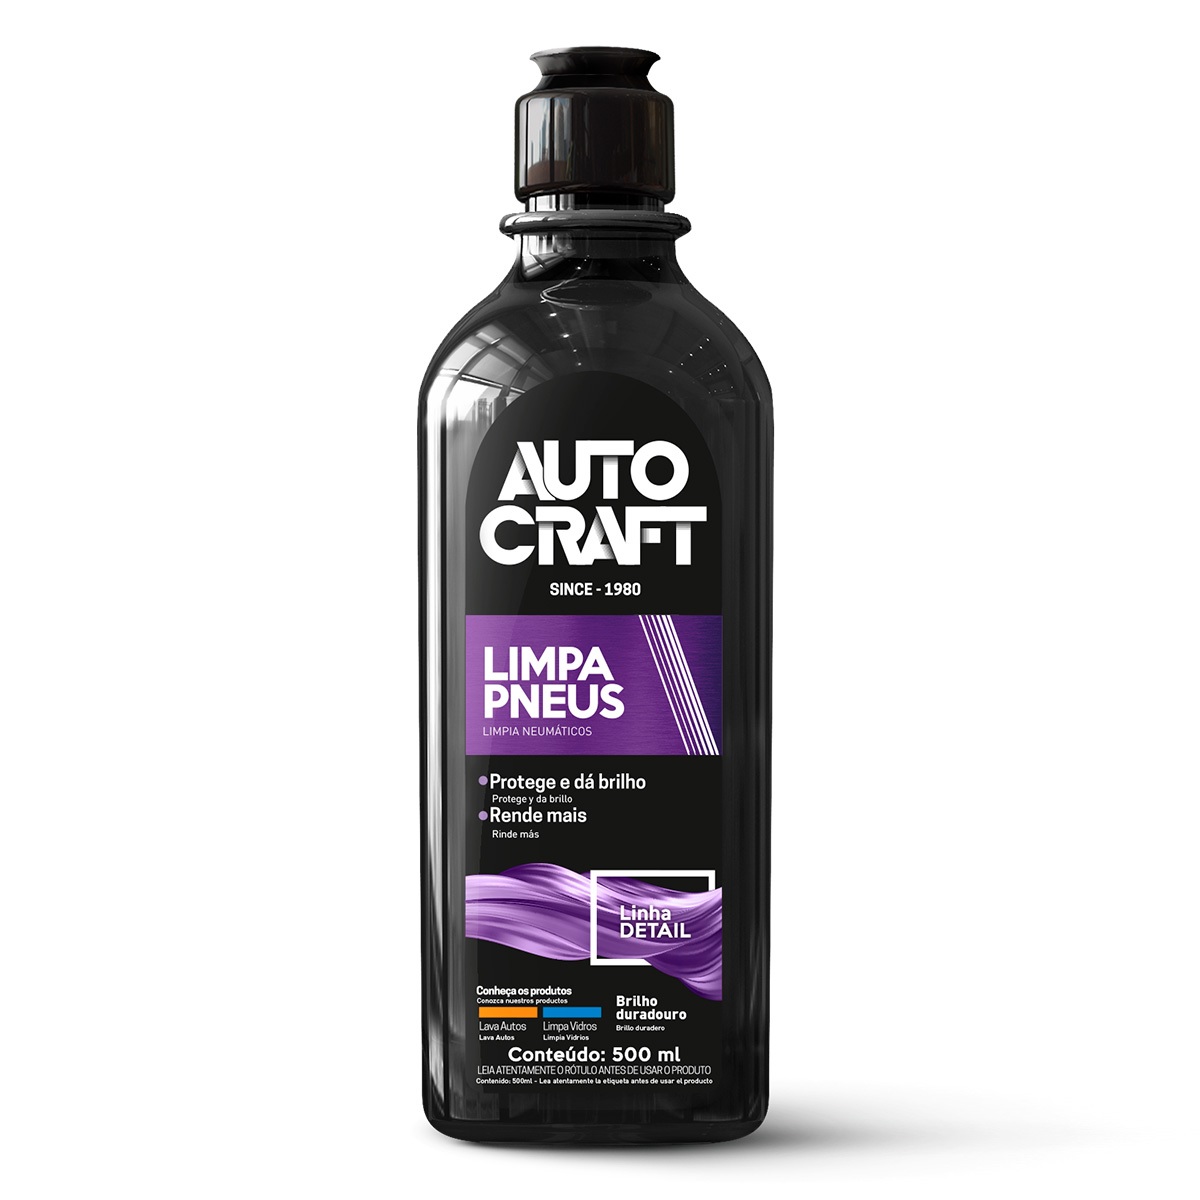 AUTO
CRAFT
SINCE - 1980
LIMPA
PNEUS
LIMPIA NEUMÁTICOS
Protege e dá brilho
Protege y da brillo
Rende mais
Rinde más
Linha
DETAIL
Conheça os produtos
Conozca nuestros productos
Lava Autos
Lava Autos
Limpa Vidros
Limpia Vidrios
Brilho
duradouro
Brillo duradero
Conteúdo: 500 ml
LEIA ATENTAMENTE O RÓTULO ANTES DE USAR O PRODUTO
Contenido: 500ml - Lea atentamente la etiqueta antes de usar el producto